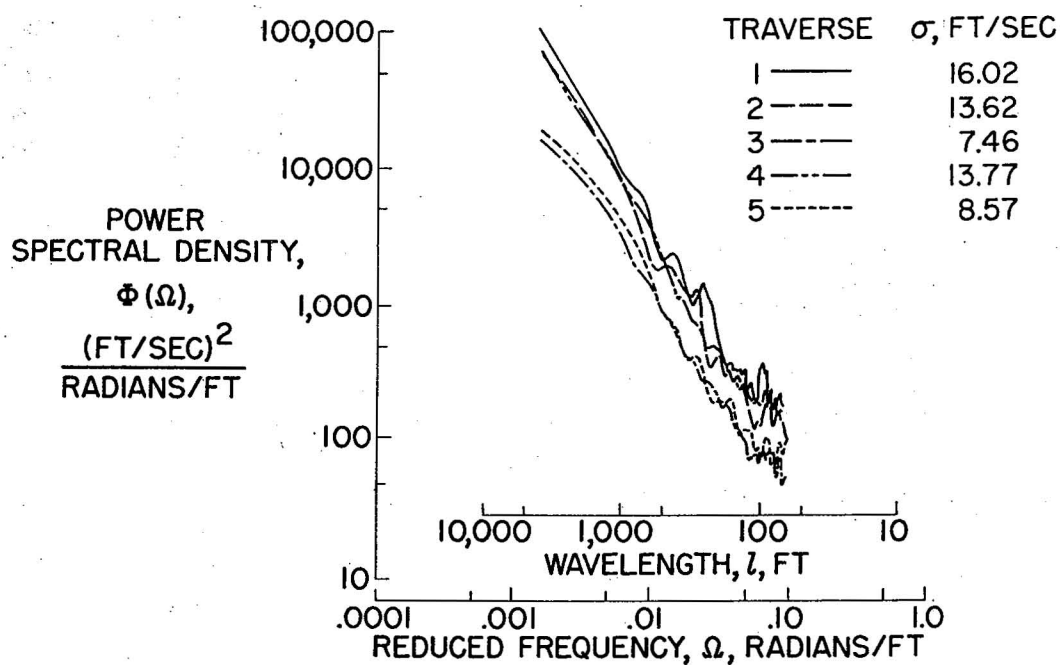 TRAVERSE σ, FT/SEC
1 16.02
2 13.62
3 7.46
4 13.77
5 8.57
100,000
10,000
1,000
100
10
POWER
SPECTRAL DENSITY,
Φ(Ω),
(FT/SEC)²
RADIANS/FT
10,000 1,000 100 10
WAVELENGTH, l, FT
.0001 .001 .01 .10 1.0
REDUCED FREQUENCY, Ω, RADIANS/FT